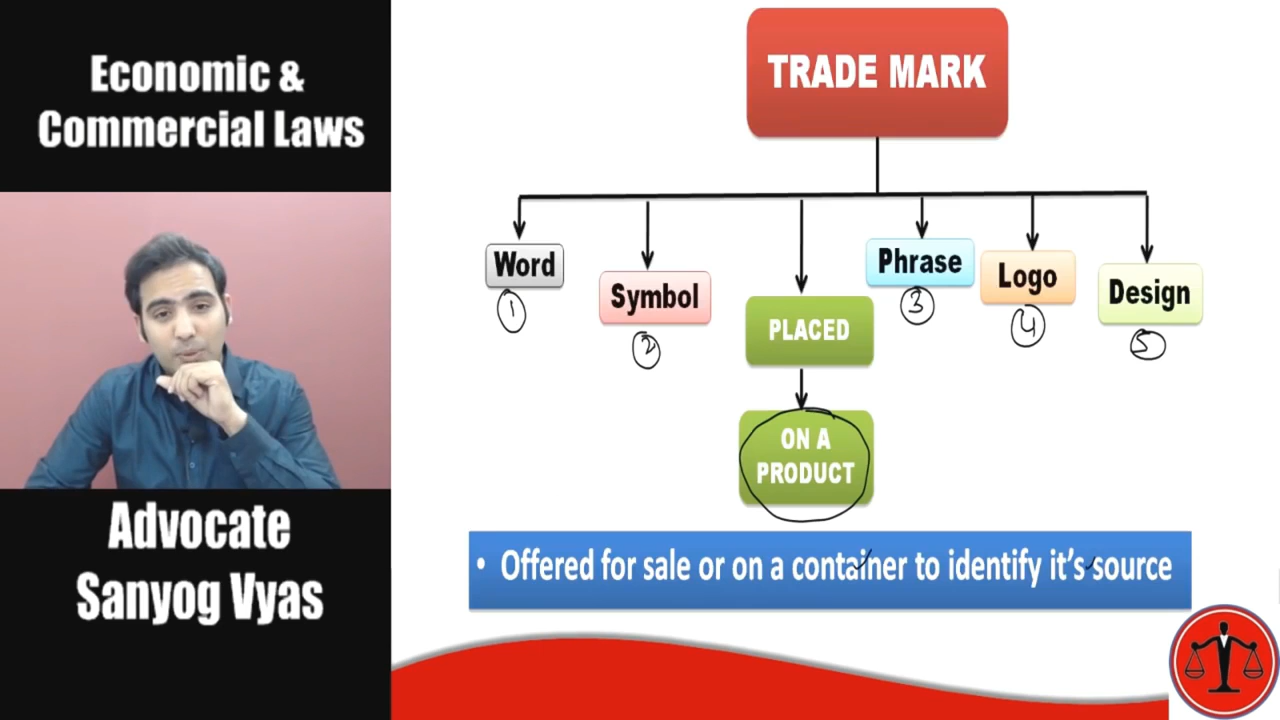 Economic &
Commercial Laws
Advocate
Sanyog Vyas
TRADE MARK
Word
1
Symbol
2
PLACED
ON A
PRODUCT
Phrase
3
Logo
4
Design
5
• Offered for sale or on a container to identify it's source